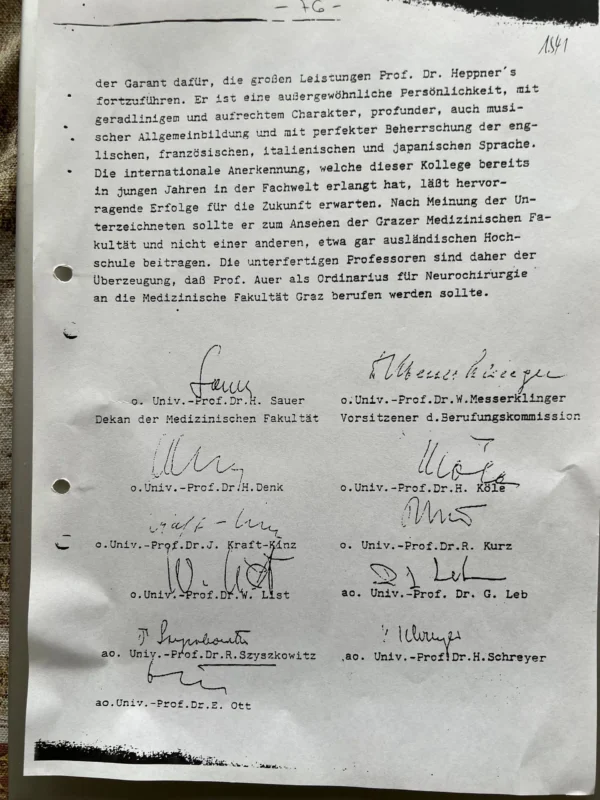 - 76 -
1541
der Garant dafür, die großen Leistungen Prof. Dr. Heppner's
fortzuführen. Er ist eine außergewöhnliche Persönlichkeit, mit
geradlinigem und aufrechtem Charakter, profunder, auch musi-
scher Allgemeinbildung und mit perfekter Beherrschung der eng-
lischen, französischen, italienischen und japanischen Sprache.
Die internationale Anerkennung, welche dieser Kollege bereits
in jungen Jahren in der Fachwelt erlangt hat, läßt hervor-
ragende Erfolge für die Zukunft erwarten. Nach Meinung der Un-
terzeichneten sollte er zum Ansehen der Grazer Medizinischen Fa-
kultät und nicht einer anderen, etwa gar ausländischen Hoch-
schule beitragen. Die unterfertigen Professoren sind daher der
Überzeugung, daß Prof. Auer als Ordinarius für Neurochirurgie
an die Medizinische Fakultät Graz berufen werden sollte.
o. Univ.-Prof.Dr.H. Sauer
Dekan der Medizinischen Fakultät
o.Univ.-Prof.Dr.W.Messerklinger
Vorsitzener d.Berufungskommission
o.Univ.-Prof.Dr.H.Denk
o.Univ.-Prof.Dr.H. Köle
o.Univ.-Prof.Dr.J. Kraft-Kinz
o. Univ.-Prof.Dr.R. Kurz
o.Univ.-Prof.Dr.W. List
ao. Univ.-Prof. Dr. G. Leb
ao. Univ.-Prof.Dr.R.Szyszkowitz
ao. Univ.-Prof.Dr.H.Schreyer
ao.Univ.-Prof.Dr.E. Ott